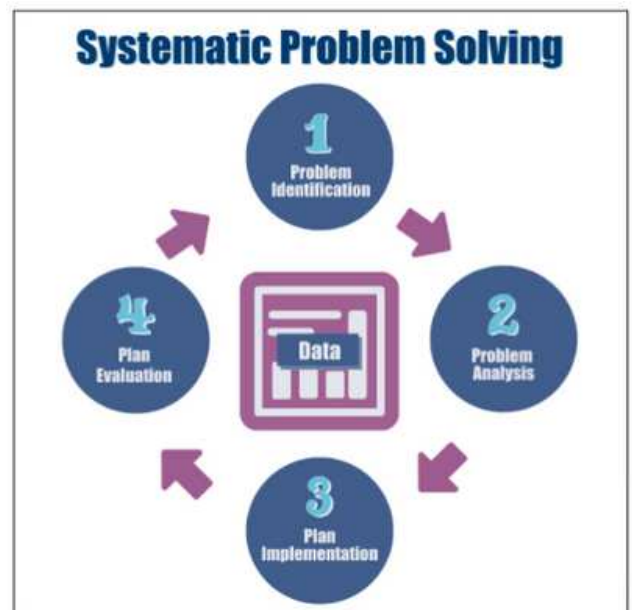 Systematic Problem Solving
1
Problem
Identification
2
Problem
Analysis
3
Plan
Implementation
4
Plan
Evaluation
Data